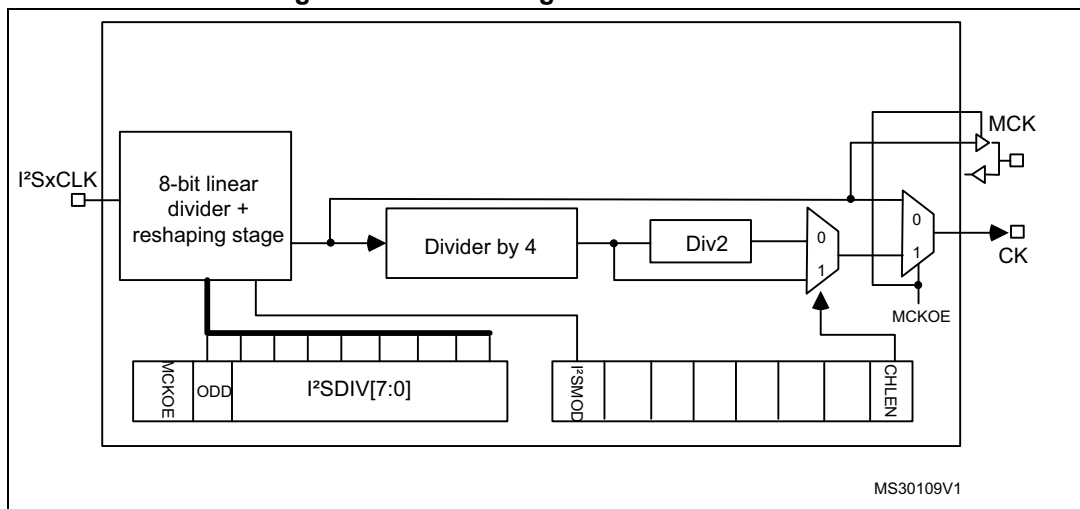 MCK
I²SxCLK
8-bit linear
divider +
reshaping stage
Divider by 4
Div2
0
1
0
1
CK
MCKOE
MCKOE
ODD
I²SDIV[7:0]
I²SMOD
CHLEN
MS30109V1